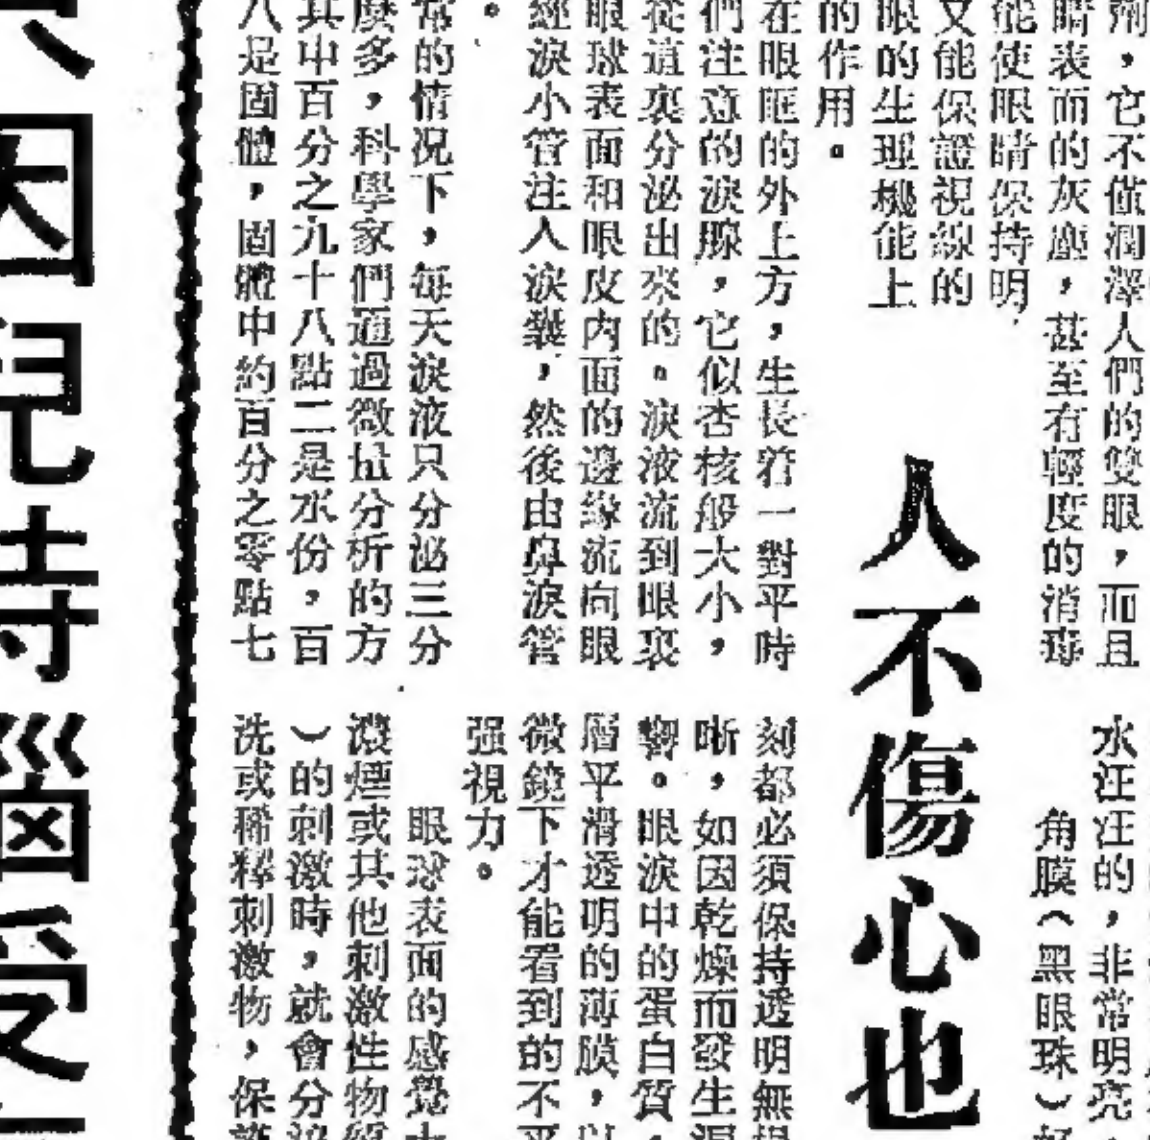 劑，它不僅潤澤人們的雙眼，而且
睛表面的灰塵，甚至有輕度的消毒
能使眼睛保持明
又能保證視線的
眼的生理機能上
的作用。
在眼眶的外上方，生長着一對平時
們注意的淚腺，它似杏核般大小，
從這裏分泌出來的。淚液流到眼裏
眼球表面和眼皮內面的邊緣流向眼
經淚小管注入淚囊，然後由鼻淚管
。
常的情況下，每天淚液只分泌三分
麼多，科學家們通過微量分析的方
其中百分之九十八點二是水份，百
八是固體，固體中約百分之零點七
人不傷心也
水汪汪的，非常明亮，
角膜（黑眼珠）
刻都必須保持透明無
晰，如因乾燥而發生
響。眼淚中的蛋白質，
層平滑透明的薄膜，以
微鏡下才能看到的不平
强視力。
眼球表面的感覺
濃煙或其他刺激性物
）的刺激時，就會分泌
洗或稀釋刺激物，保護
因兒持腦受